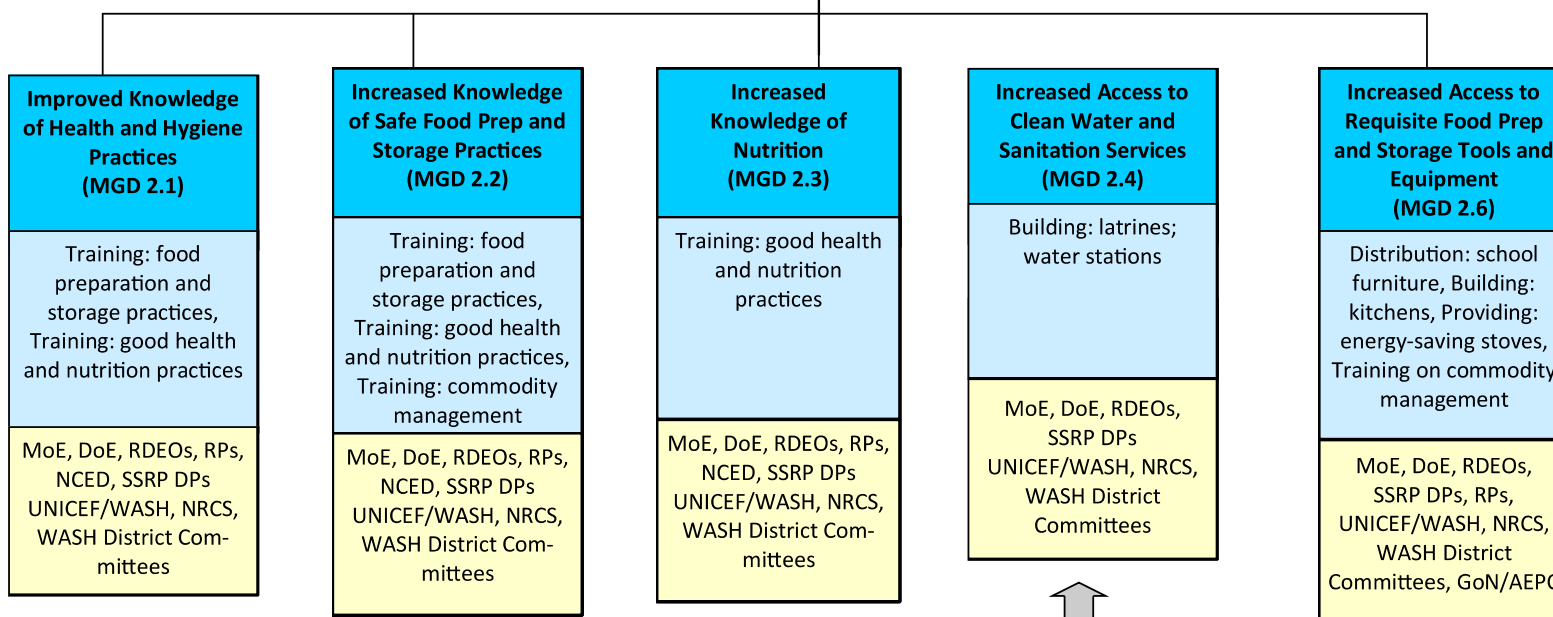 Improved Knowledge
of Health and Hygiene
Practices
(MGD 2.1)
Training: food
preparation and
storage practices,
Training: good health
and nutrition practices
MoE, DoE, RDEOs, RPs,
NCED, SSRP DPs
UNICEF/WASH, NRCS,
WASH District Com-
mittees
Increased Knowledge
of Safe Food Prep and
Storage Practices
(MGD 2.2)
Training: food
preparation and
storage practices,
Training: good health
and nutrition practices,
Training: commodity
management
MoE, DoE, RDEOs, RPs,
NCED, SSRP DPs
UNICEF/WASH, NRCS,
WASH District Com-
mittees
Increased
Knowledge of
Nutrition
(MGD 2.3)
Training: good health
and nutrition
practices
MoE, DoE, RDEOs, RPs,
NCED, SSRP DPs
UNICEF/WASH, NRCS,
WASH District Com-
mittees
Increased Access to
Clean Water and
Sanitation Services
(MGD 2.4)
Building: latrines;
water stations
MoE, DoE, RDEOs,
SSRP DPs
UNICEF/WASH, NRCS,
WASH District
Committees
Increased Access to
Requisite Food Prep
and Storage Tools and
Equipment
(MGD 2.6)
Distribution: school
furniture, Building:
kitchens, Providing:
energy-saving stoves,
Training on commodity
management
MoE, DoE, RDEOs,
SSRP DPs, RPs,
UNICEF/WASH, NRCS,
WASH District
Committees, GoN/AEPC